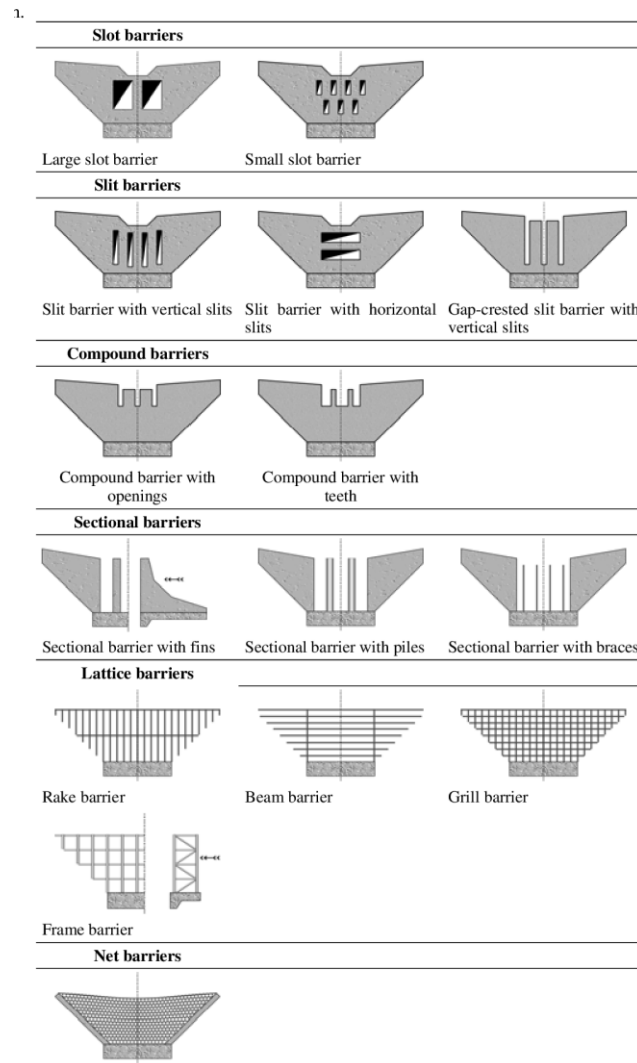 n.
Slot barriers
Large slot barrier
Small slot barrier
Slit barriers
Slit barrier with vertical slits
Slit barrier with horizontal
slits
Gap-crested slit barrier with
vertical slits
Compound barriers
Compound barrier with
openings
Compound barrier with
teeth
Sectional barriers
Sectional barrier with fins
Sectional barrier with piles
Sectional barrier with braces
Lattice barriers
Rake barrier
Beam barrier
Grill barrier
Frame barrier
Net barriers